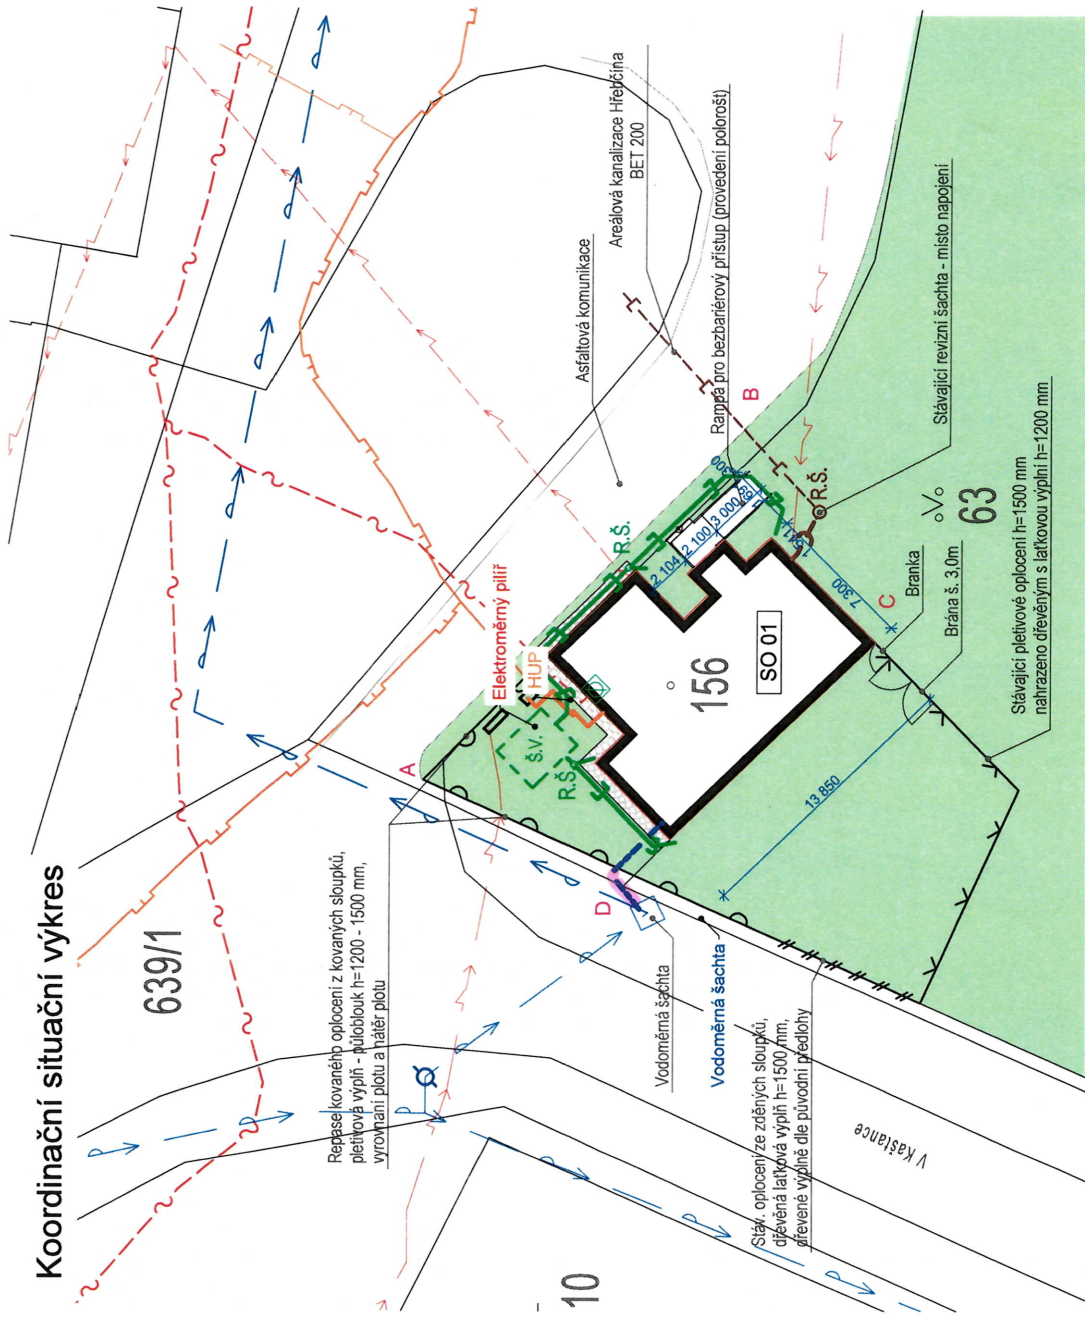 Koordinační situační výkres
639/1
Repase kovaného oplocení z kovaných sloupků,
pletivová výplň - půloblouk h=1200 - 1500 mm,
vyrovnaní plotu a nátěr plotu
Asfaltová komunikace
Areálová kanalizace Hřebčína
BET 200
Rampa pro bezbariérový přístup (provedení polorošt)
Stávající revizní šachta - místo napojení
Elektroměrný pilíř
HUP
Š.V.
R.Š.
R.Š.
R.Š.
A
B
C
D
2 104
2 100
3 000
300
7 300
13 850
156
SO 01
63
Branka
Brána š. 3,0m
Stávající pletivové oplocení h=1500 mm
nahrazeno dřevěným s laťkovou výplní h=1200 mm
Vodoměrná šachta
Vodoměrná šachta
Stáv. oplocení ze zděných sloupků,
dřevěná laťková výplň h=1500 mm,
dřevené výplně dle původní předlohy
V Kaštance
10